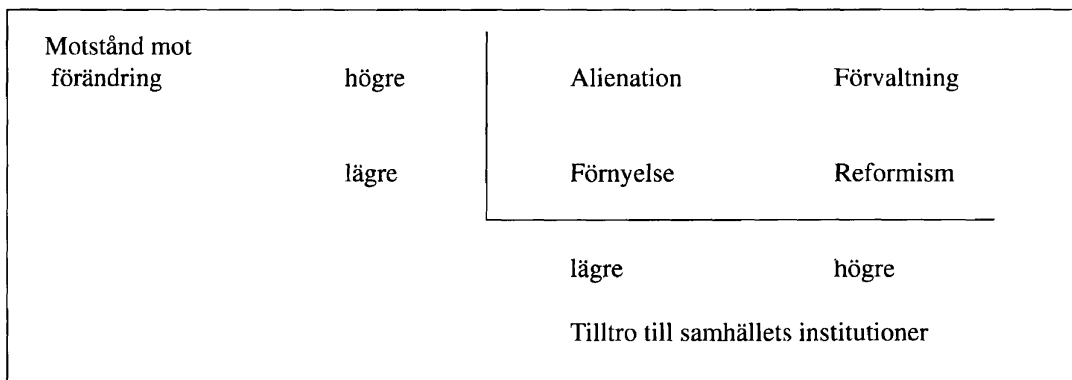 Motstånd mot
förändring högre Alienation Förvaltning
lägre Förnyelse Reformism
lägre högre
Tilltro till samhällets institutioner